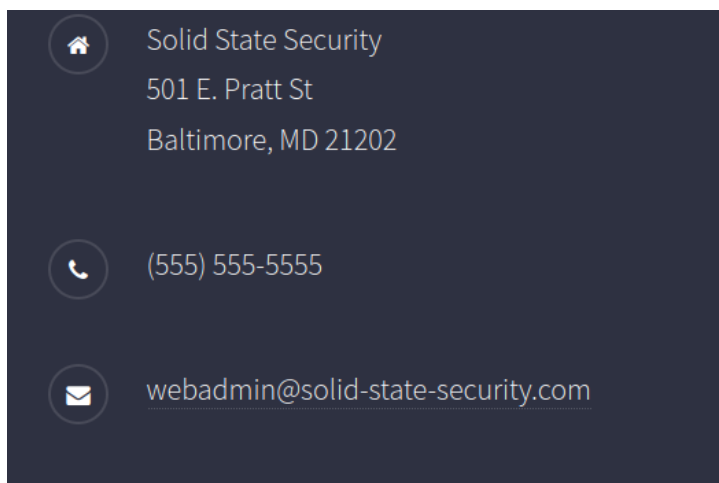 Solid State Security
501 E. Pratt St
Baltimore, MD 21202
(555) 555-5555
webadmin@solid-state-security.com